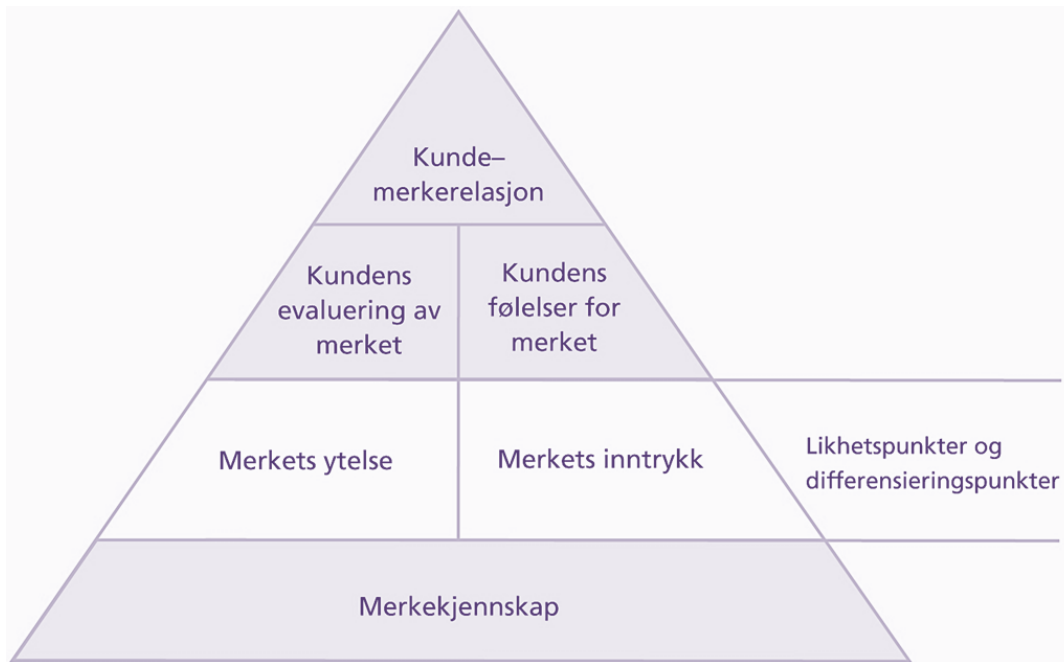 Kunde–
merkerelasjon
Kundens
evaluering av
merket
Kundens
følelser for
merket
Merkets ytelse
Merkets inntrykk
Likhetspunkter og
differensieringspunkter
Merkekjennskap